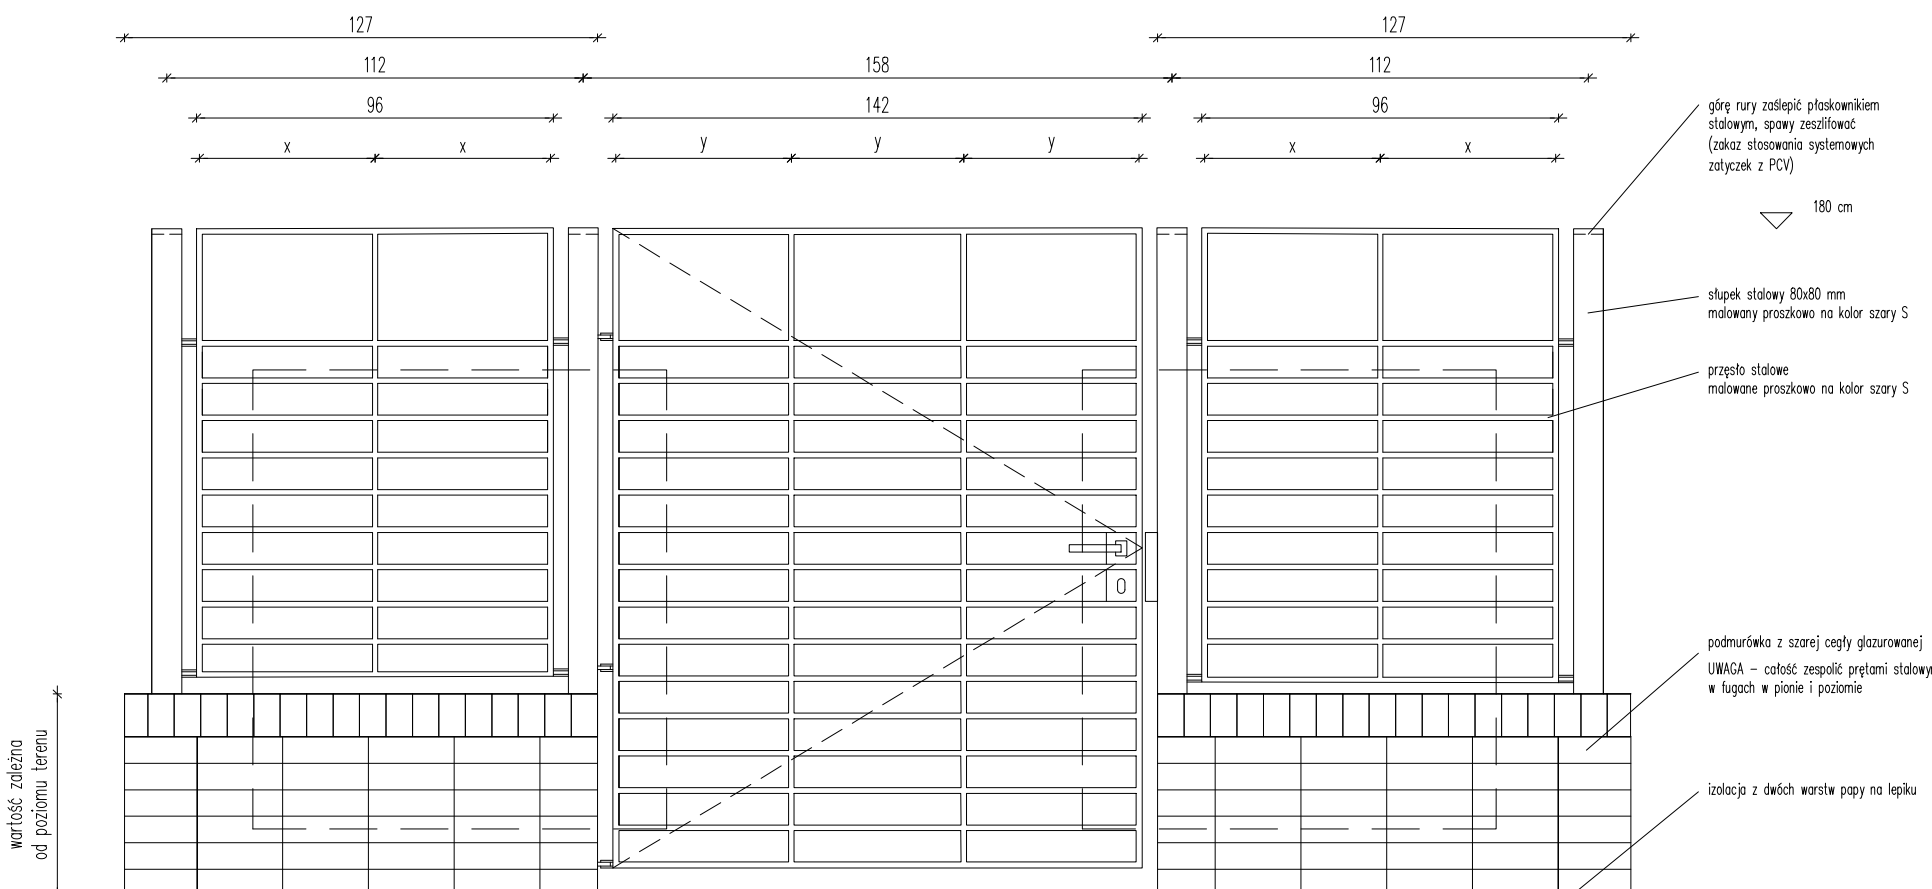 127
127
112
158
112
96
142
96
x
x
y
y
y
x
x
górę rury zaślepić płaskownikiem
stalowym, spawy zeszlifować
(zakaz stosowania systemowych
zatyczek z PCV)
180 cm
słupek stalowy 80x80 mm
malowany proszkowo na kolor szary S
przęsło stalowe
malowane proszkowo na kolor szary S
podmurówka z szarej cegły glazurowanej
UWAGA – całość zespolić prętami
w fugach w pionie i poziomie
izolacja z dwóch warstw papy na lepiku
wartość zależna
od poziomu terenu